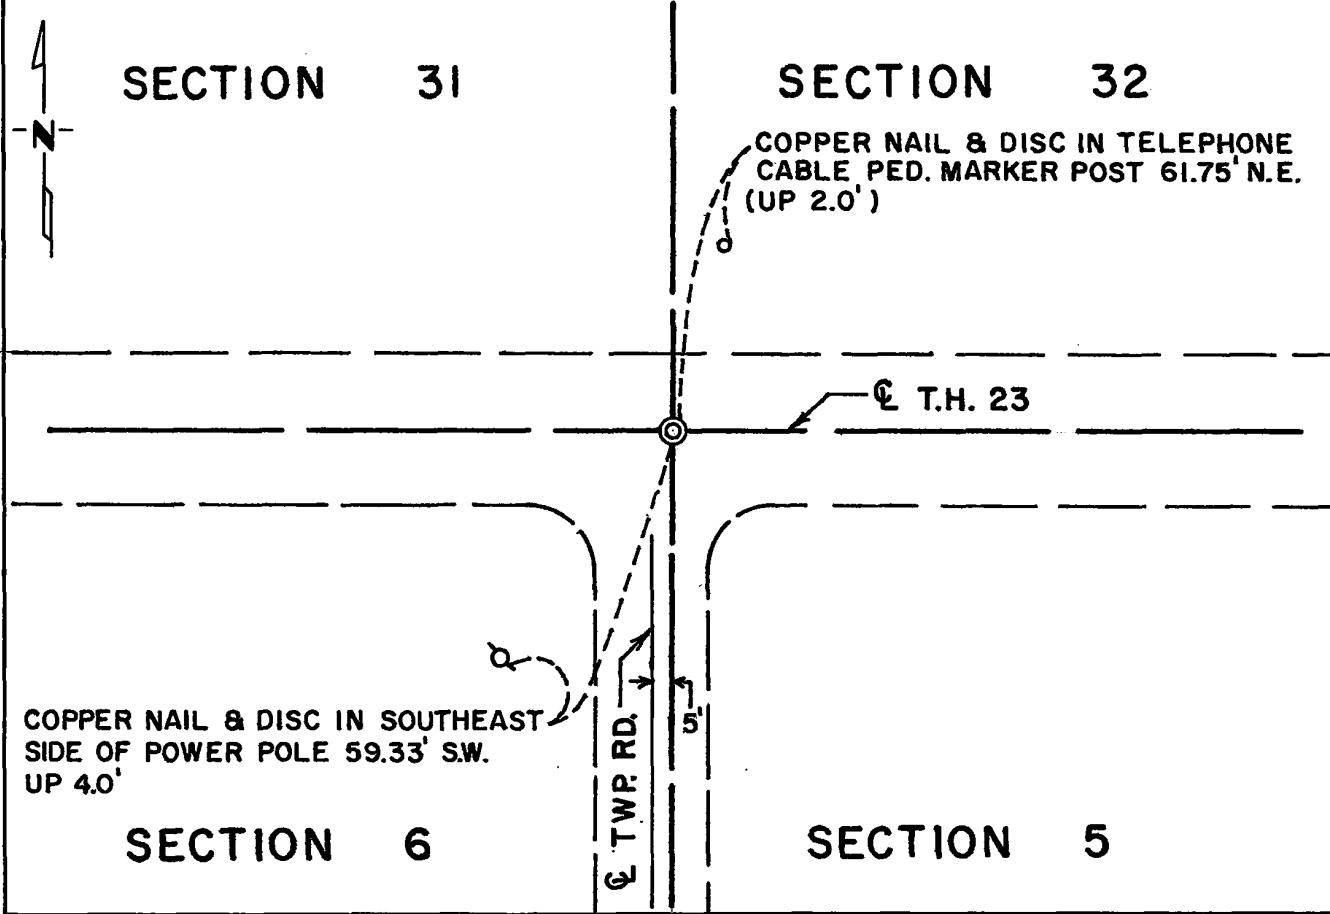 SECTION 31
SECTION 32
N
COPPER NAIL & DISC IN TELEPHONE
CABLE PED. MARKER POST 61.75' N.E.
(UP 2.0')
℄ T.H. 23
COPPER NAIL & DISC IN SOUTHEAST
SIDE OF POWER POLE 59.33' S.W.
UP 4.0'
℄ TWP. RD.
5'
SECTION 6
SECTION 5